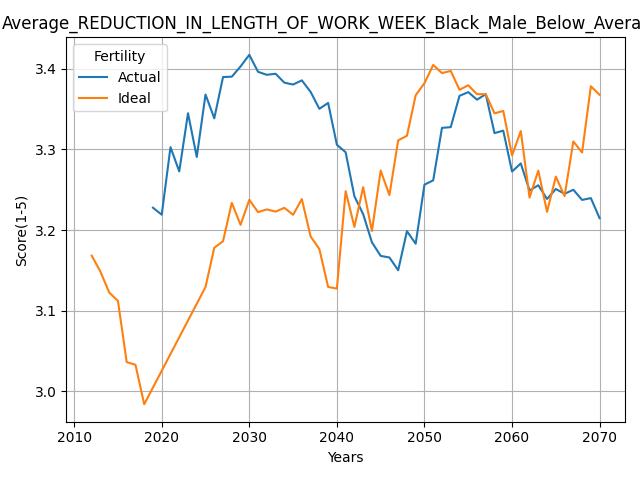 Average_REDUCTION_IN_LENGTH_OF_WORK_WEEK_Black_Male_Below_Avera
Fertility
Actual
Ideal
Score(1-5)
3.4
3.3
3.2
3.1
3.0
2010 2020 2030 2040 2050 2060 2070
Years